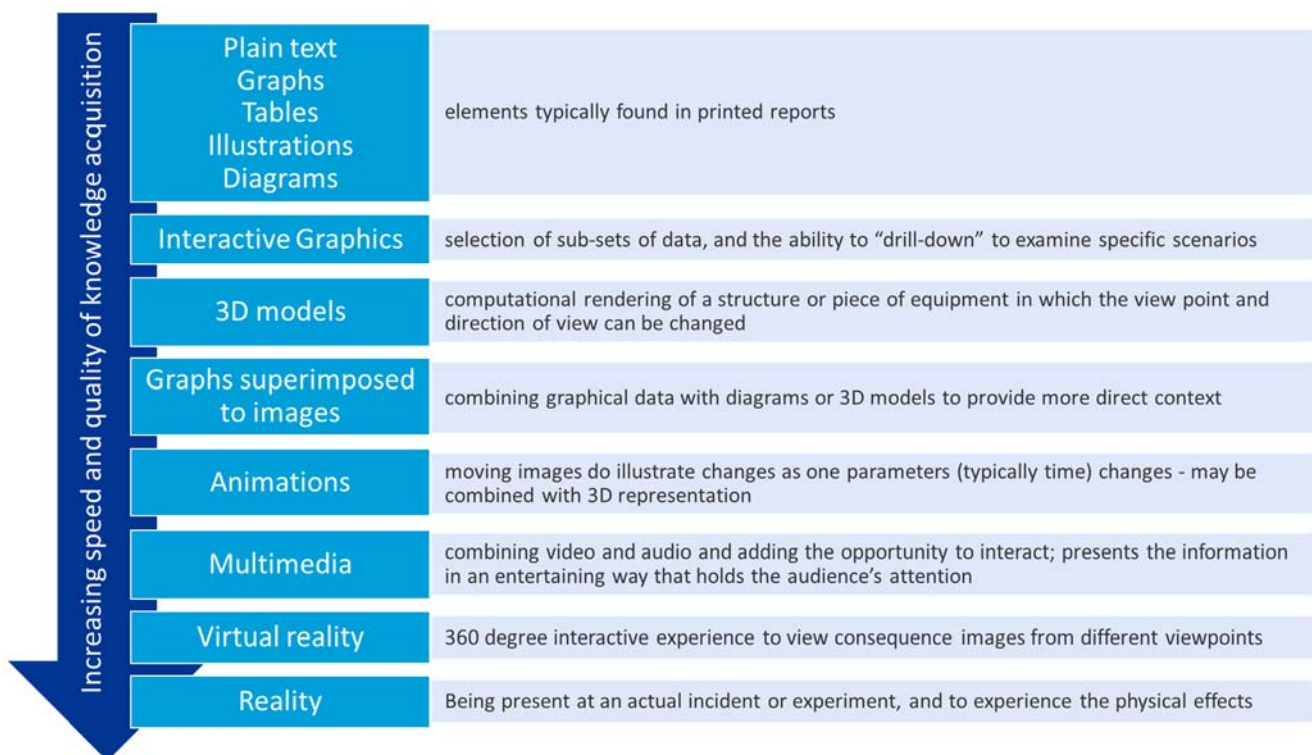 Increasing speed and quality of knowledge acquisition
Plain text
Graphs
Tables
Illustrations
Diagrams
elements typically found in printed reports
Interactive Graphics
selection of sub-sets of data, and the ability to “drill-down” to examine specific scenarios
3D models
computational rendering of a structure or piece of equipment in which the view point and
direction of view can be changed
Graphs superimposed
to images
combining graphical data with diagrams or 3D models to provide more direct context
Animations
moving images do illustrate changes as one parameters (typically time) changes - may be
combined with 3D representation
Multimedia
combining video and audio and adding the opportunity to interact; presents the information
in an entertaining way that holds the audience’s attention
Virtual reality
360 degree interactive experience to view consequence images from different viewpoints
Reality
Being present at an actual incident or experiment, and to experience the physical effects